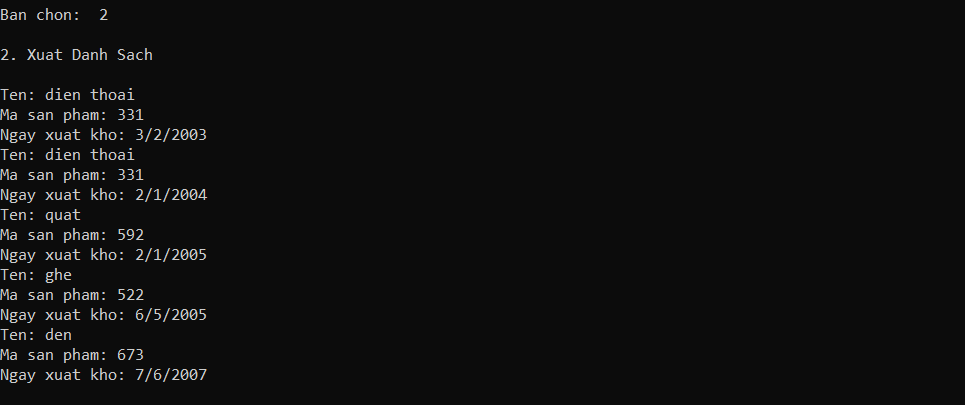 Ban chon:  2
2. Xuat Danh Sach
Ten: dien thoai
Ma san pham: 331
Ngay xuat kho: 3/2/2003
Ten: dien thoai
Ma san pham: 331
Ngay xuat kho: 2/1/2004
Ten: quat
Ma san pham: 592
Ngay xuat kho: 2/1/2005
Ten: ghe
Ma san pham: 522
Ngay xuat kho: 6/5/2005
Ten: den
Ma san pham: 673
Ngay xuat kho: 7/6/2007